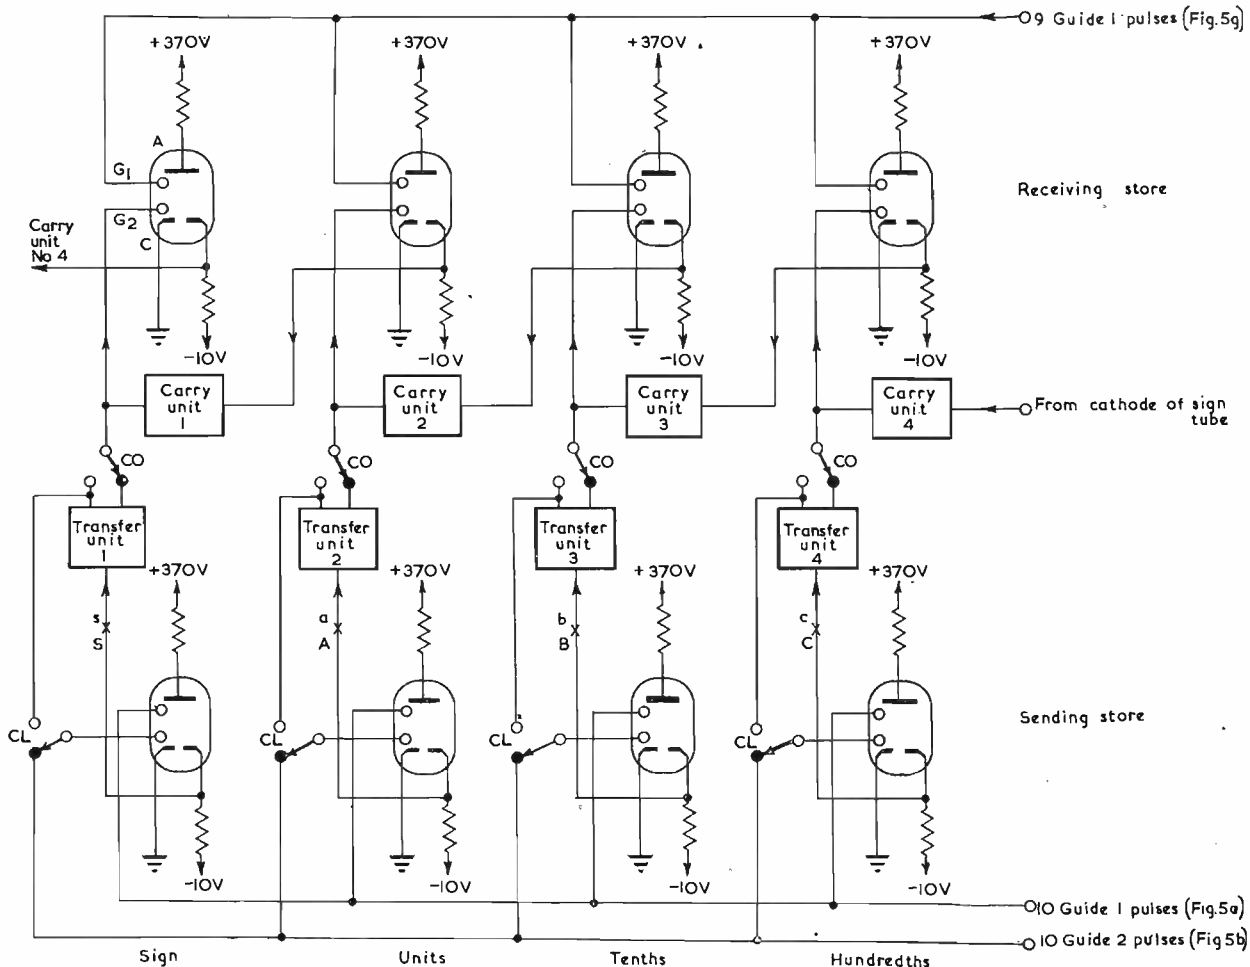 9 Guide 1 pulses (Fig.5g)
+370V +370V +370V +370V
A
G1
Receiving store
G2
C
Carry
unit
No 4
-10V -10V -10V -10V
Carry
unit
1
Carry
unit
2
Carry
unit
3
Carry
unit
4
From cathode of sign
tube
CO CO CO CO
Transfer
unit
1
Transfer
unit
2
Transfer
unit
3
Transfer
unit
4
+370V +370V +370V +370V
s a b c
S A B C
Sending store
CL CL CL CL
-10V -10V -10V -10V
10 Guide 1 pulses (Fig.5a)
10 Guide 2 pulses (Fig 5b)
Sign Units Tenths Hundredths